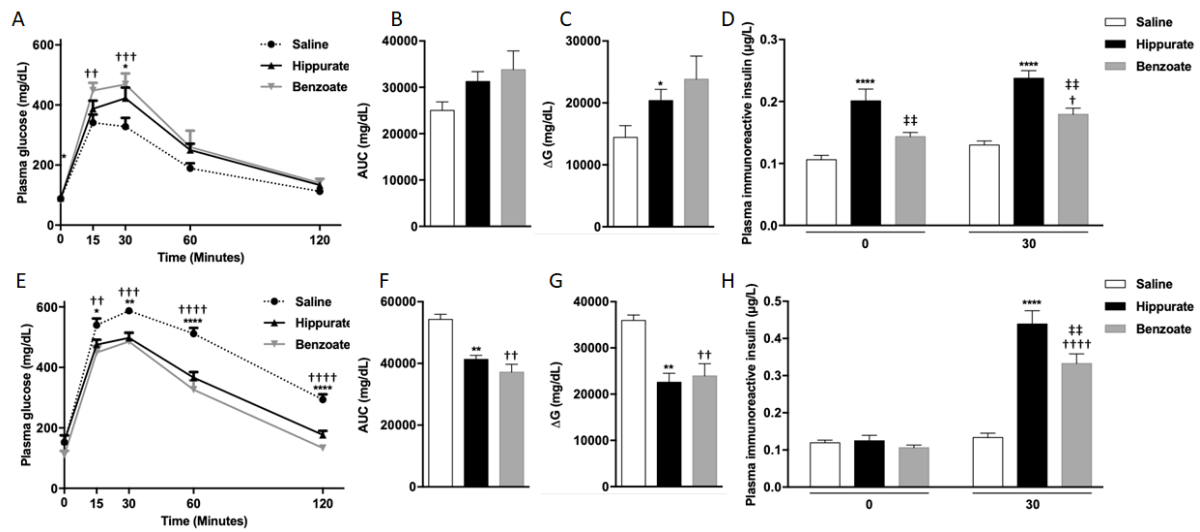 A
Plasma glucose (mg/dL)
600
400
200
0
††
†††
*
*
Saline
Hippurate
Benzoate
0
15
30
60
120
Time (Minutes)
B
AUC (mg/dL)
40000
30000
20000
10000
0
C
ΔG (mg/dL)
30000
20000
10000
0
*
D
Plasma immunoreactive insulin (µg/L)
0.3
0.2
0.1
0.0
****
‡‡
****
‡‡
†
Saline
Hippurate
Benzoate
0
30
E
Plasma glucose (mg/dL)
600
400
200
0
††
*
†††
**
††††
****
††††
****
Saline
Hippurate
Benzoate
0
15
30
60
120
Time (Minutes)
F
AUC (mg/dL)
60000
40000
20000
0
**
††
G
ΔG (mg/dL)
40000
30000
20000
10000
0
**
††
H
Plasma immunoreactive insulin (µg/L)
0.5
0.4
0.3
0.2
0.1
0.0
****
‡‡
††††
Saline
Hippurate
Benzoate
0
30